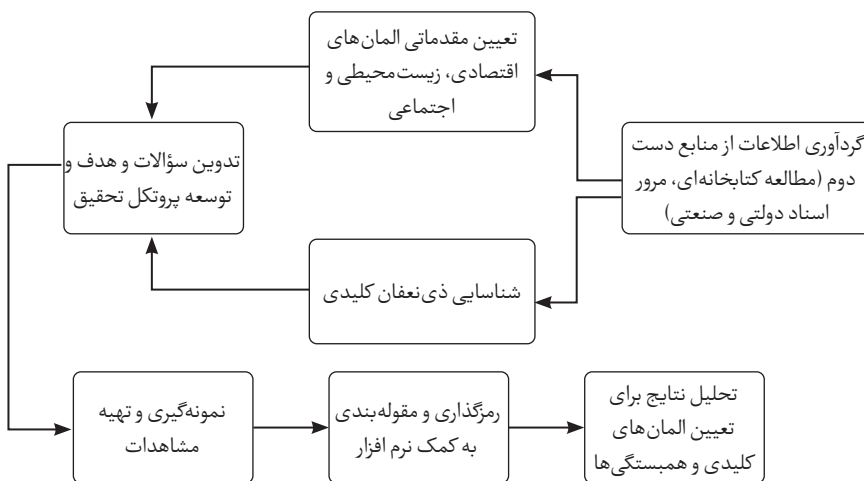 گردآوری اطلاعات از منابع دست
دوم (مطالعه کتابخانه‌ای، مرور
اسناد دولتی و صنعتی)
تعیین مقدماتی المان‌های
اقتصادی، زیست‌محیطی و
اجتماعی
شناسایی ذی‌نعفان کلیدی
تدوین سؤالات و هدف و
توسعه پروتکل تحقیق
نمونه‌گیری و تهیه
مشاهدات
رمزگذاری و مقوله‌بندی
به کمک نرم افزار
تحلیل نتایج برای
تعیین المان‌های
کلیدی و همبستگی‌ها